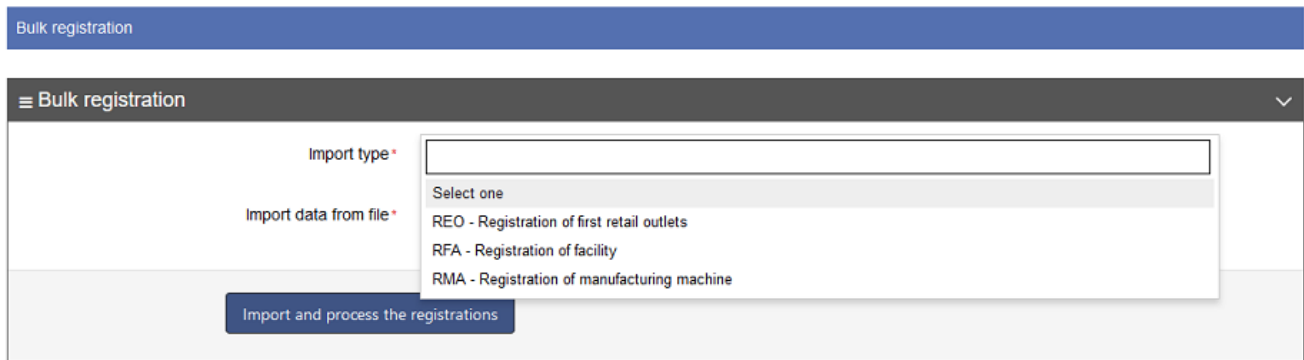 Bulk registration
≡ Bulk registration
Import type*
Select one
Import data from file*
REO - Registration of first retail outlets
RFA - Registration of facility
RMA - Registration of manufacturing machine
Import and process the registrations